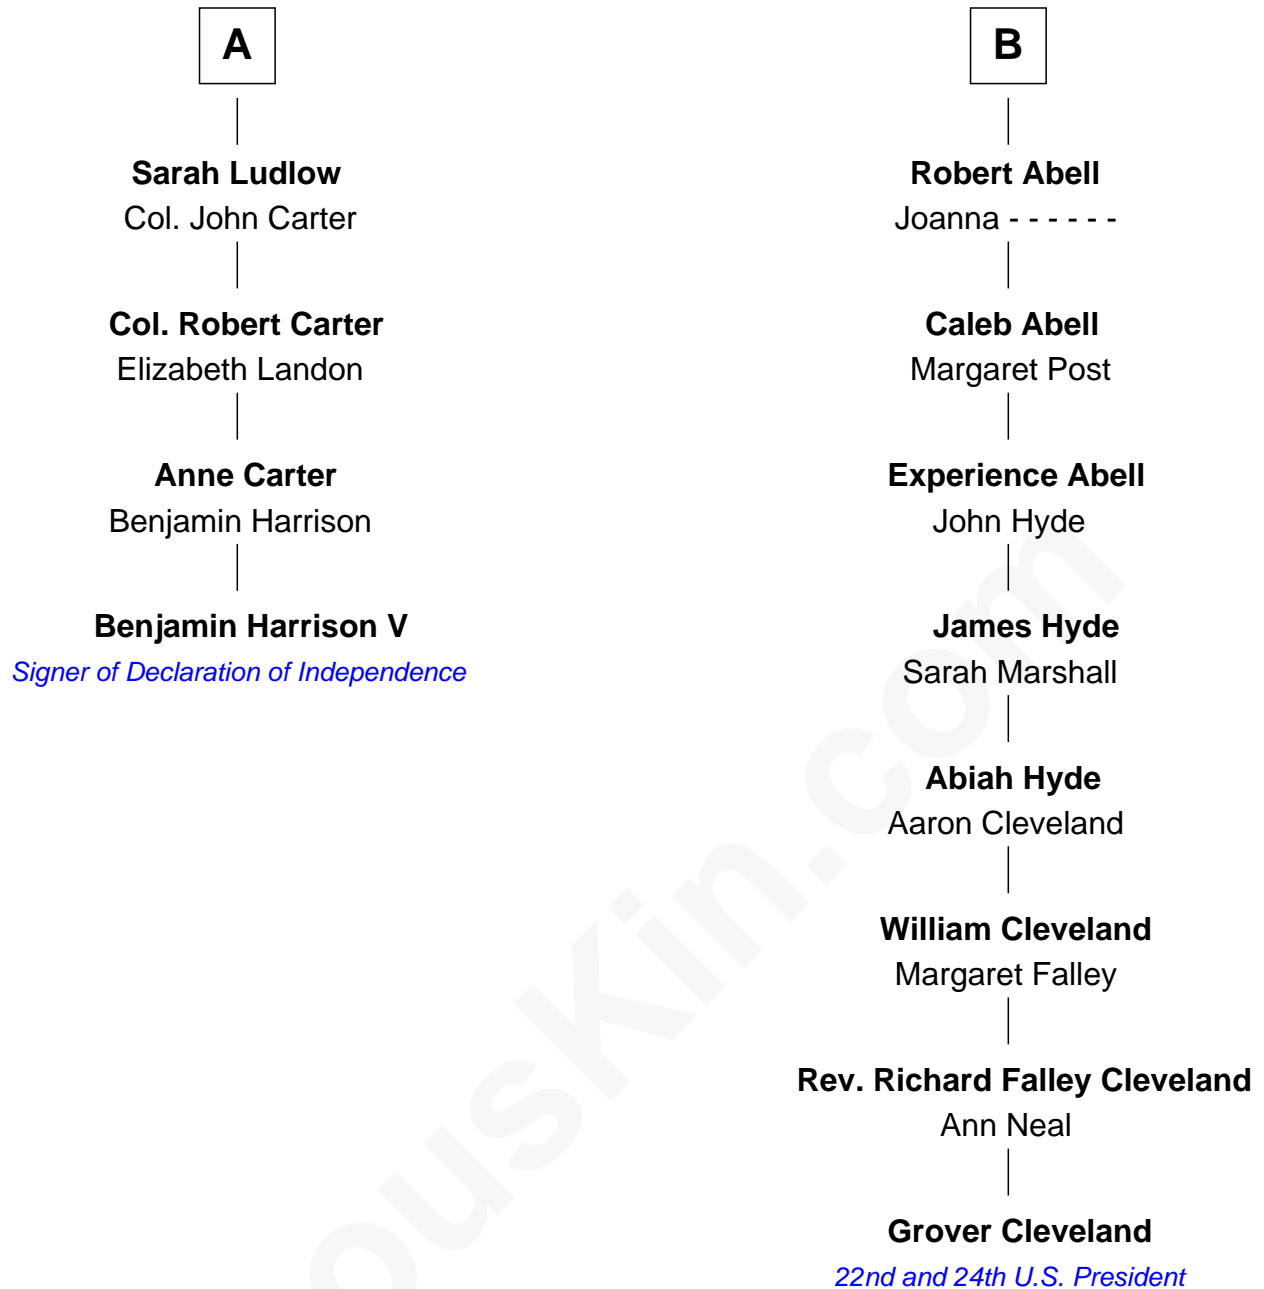 A
Sarah Ludlow
Col. John Carter
Col. Robert Carter
Elizabeth Landon
Anne Carter
Benjamin Harrison
Benjamin Harrison V
Signer of Declaration of Independence
B
Robert Abell
Joanna - - - - - -
Caleb Abell
Margaret Post
Experience Abell
John Hyde
James Hyde
Sarah Marshall
Abiah Hyde
Aaron Cleveland
William Cleveland
Margaret Falley
Rev. Richard Falley Cleveland
Ann Neal
Grover Cleveland
22nd and 24th U.S. President
ousKin.com